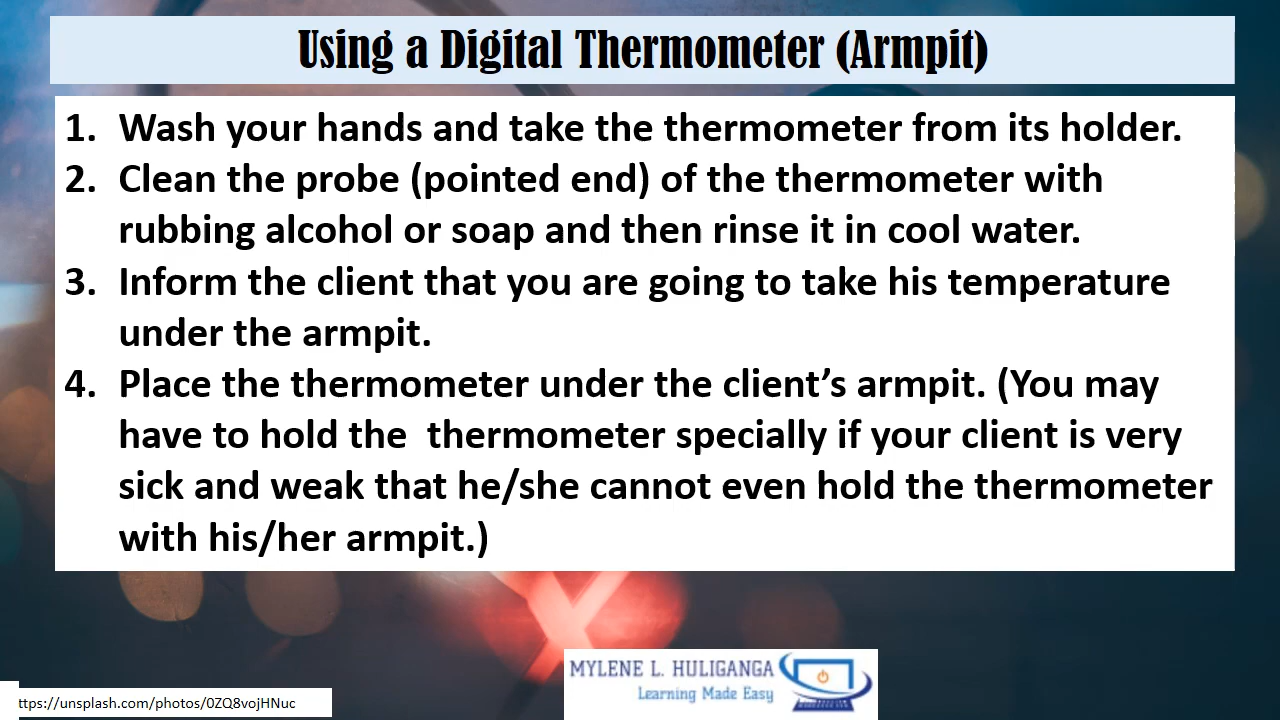 Using a Digital Thermometer (Armpit)
1. Wash your hands and take the thermometer from its holder.
2. Clean the probe (pointed end) of the thermometer with
rubbing alcohol or soap and then rinse it in cool water.
3. Inform the client that you are going to take his temperature
under the armpit.
4. Place the thermometer under the client’s armpit. (You may
have to hold the  thermometer specially if your client is very
sick and weak that he/she cannot even hold the thermometer
with his/her armpit.)
MYLENE L. HULIGANGA
Learning Made Easy
ttps://unsplash.com/photos/0ZQ8vojHNuc